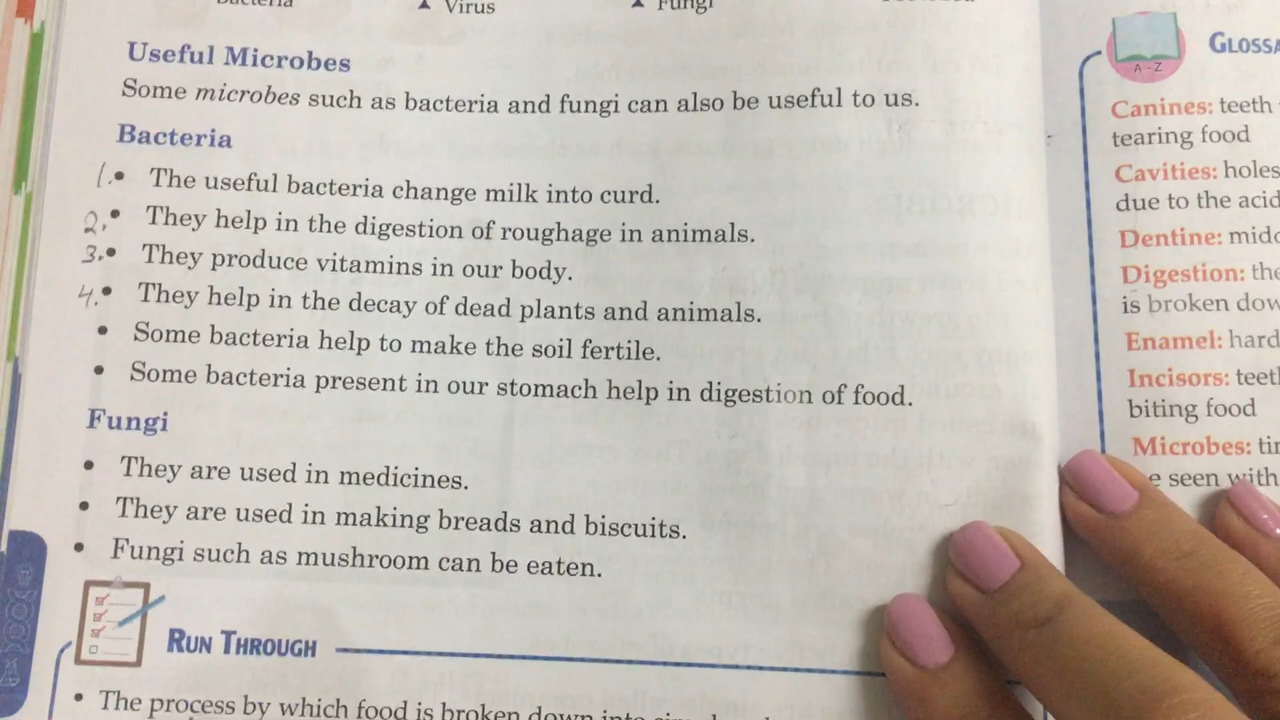 Virus
Fungi
Useful Microbes
Some microbes such as bacteria and fungi can also be useful to us.
Bacteria
1. • The useful bacteria change milk into curd.
2. • They help in the digestion of roughage in animals.
3. • They produce vitamins in our body.
4. • They help in the decay of dead plants and animals.
• Some bacteria help to make the soil fertile.
• Some bacteria present in our stomach help in digestion of food.
Fungi
• They are used in medicines.
• They are used in making breads and biscuits.
• Fungi such as mushroom can be eaten.
RUN THROUGH
• The process by which food is broken down into
A-Z
GLOSSA
Canines: teeth
tearing food
Cavities: holes
due to the acid
Dentine: midd
Digestion: the
is broken dow
Enamel: hard
Incisors: teetl
biting food
Microbes: tir
e seen with